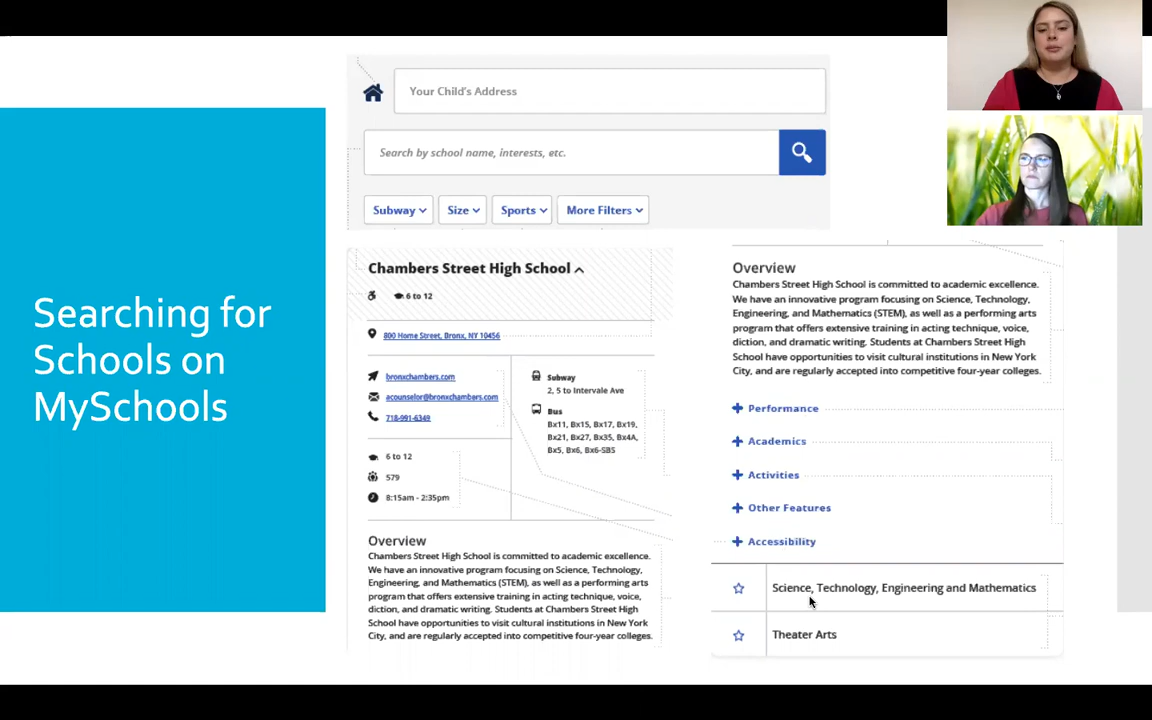 Searching for
Schools on
MySchools
Your Child's Address
Search by school name, interests, etc.
Subway
Size
Sports
More Filters
Chambers Street High School
6 to 12
800 Home Street, Bronx, NY 10456
bronxchambers.com
acounselor@bronxchambers.com
718-991-6349
Subway
2, 5 to Intervale Ave
Bus
Bx11, Bx15, Bx17, Bx19,
Bx21, Bx27, Bx35, Bx4A,
Bx5, Bx6, Bx6-SBS
6 to 12
579
8:15am - 2:35pm
Overview
Chambers Street High School is committed to academic excellence.
We have an innovative program focusing on Science, Technology,
Engineering, and Mathematics (STEM), as well as a performing arts
program that offers extensive training in acting technique, voice,
diction, and dramatic writing. Students at Chambers Street High
School have opportunities to visit cultural institutions in New York
City, and are regularly accepted into competitive four-year colleges.
Overview
Chambers Street High School is committed to academic excellence.
We have an innovative program focusing on Science, Technology,
Engineering, and Mathematics (STEM), as well as a performing arts
program that offers extensive training in acting technique, voice,
diction, and dramatic writing. Students at Chambers Street High
School have opportunities to visit cultural institutions in New York
City, and are regularly accepted into competitive four-year colleges.
Performance
Academics
Activities
Other Features
Accessibility
Science, Technology, Engineering and Mathematics
Theater Arts